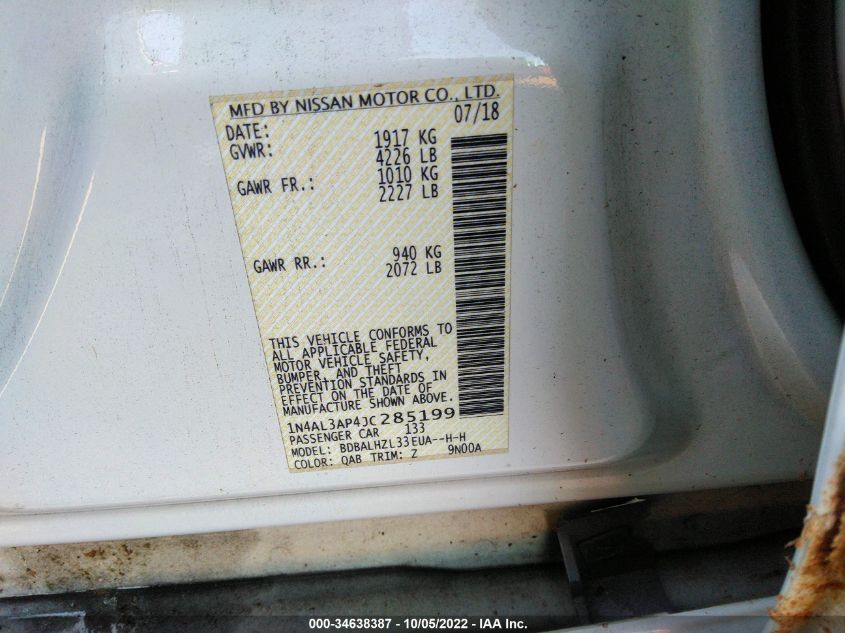 MFD BY NISSAN MOTOR CO., LTD.
DATE: 07/18
GVWR: 1917 KG
4226 LB
GAWR FR.: 1010 KG
2227 LB
GAWR RR.: 940 KG
2072 LB
THIS VEHICLE CONFORMS TO
ALL APPLICABLE FEDERAL
MOTOR VEHICLE SAFETY,
BUMPER, AND THEFT
PREVENTION STANDARDS IN
EFFECT ON THE DATE OF
MANUFACTURE SHOWN ABOVE.
1N4AL3AP4JC285199
PASSENGER CAR 133
MODEL: BDBALHZL33EUA--H-H
COLOR: QAB TRIM: Z 9N00A
000-34638387 - 10/05/2022 - IAA Inc.